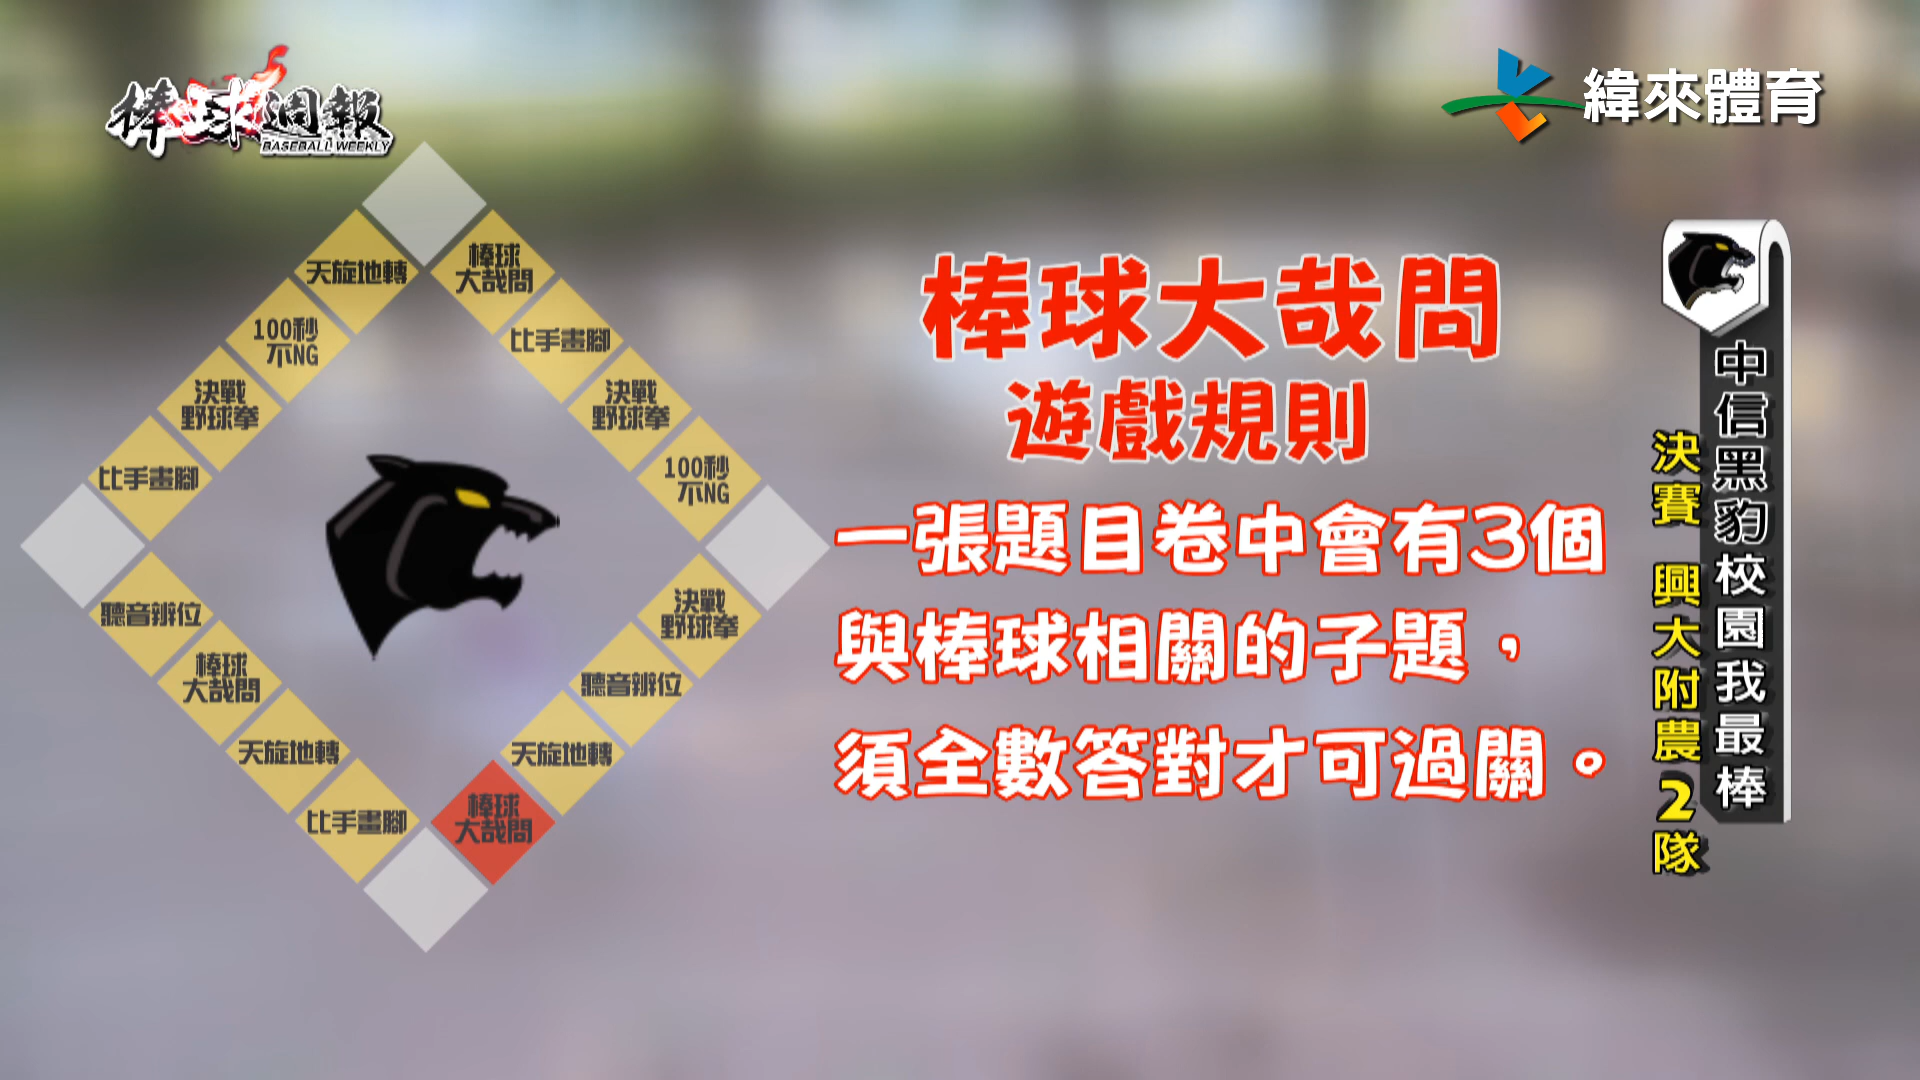 棒球週報
BASEBALL WEEKLY
緯來體育
棒球大哉問
遊戲規則
一張題目卷中會有3個
與棒球相關的子題，
須全數答對才可過關。
中信黑豹校園我最棒
決賽 興大附農2隊
棒球
大哉問
比手畫腳
決戰
野球拳
100秒
不NG
決戰
野球拳
聽音辨位
天旋地轉
棒球
大哉問
比手畫腳
天旋地轉
棒球
大哉問
聽音辨位
比手畫腳
決戰
野球拳
100秒
不NG
天旋地轉